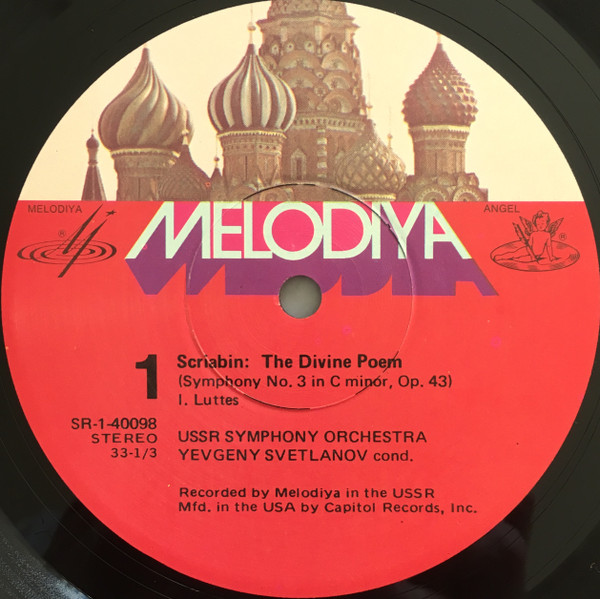 MELODIYA
ANGEL
MELODIYA
1
Scriabin: The Divine Poem
(Symphony No. 3 in C minor, Op. 43)
I. Luttes
SR-1-40098
STEREO
33-1/3
USSR SYMPHONY ORCHESTRA
YEVGENY SVETLANOV cond.
Recorded by Melodiya in the USSR
Mfd. in the USA by Capitol Records, Inc.